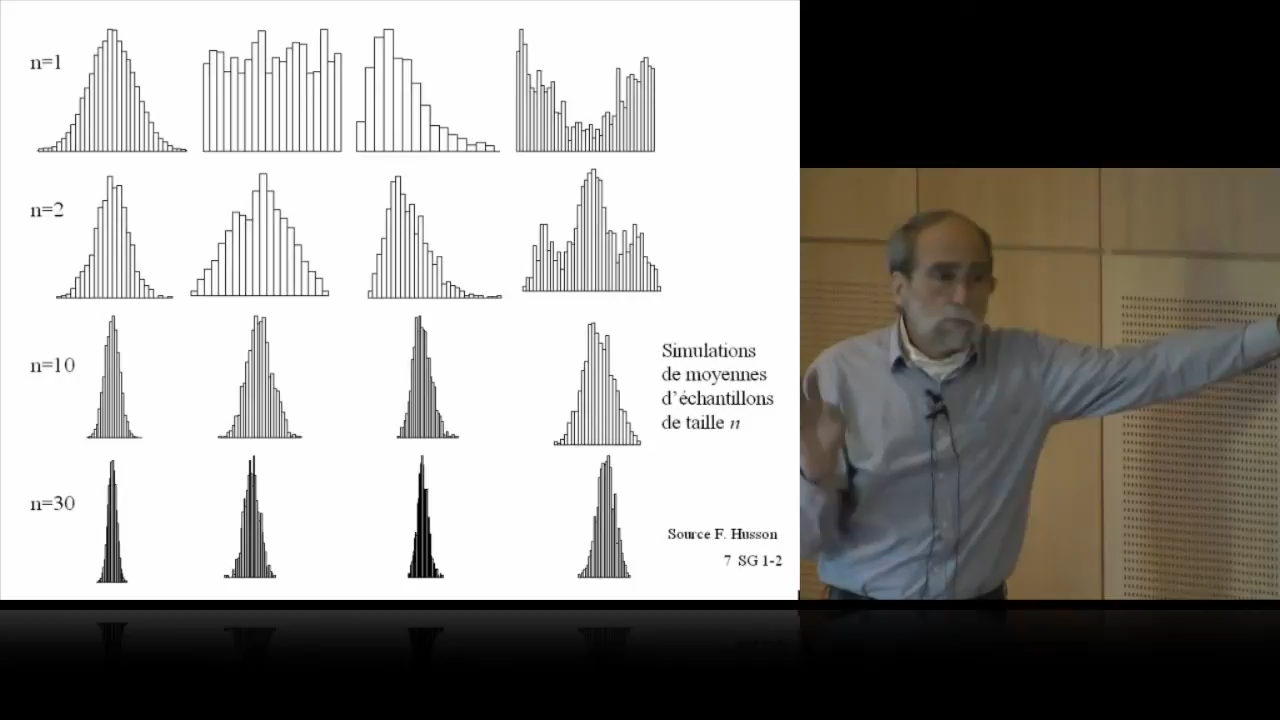 n=1
n=2
n=10
Simulations
de moyennes
d’échantillons
de taille n
n=30
Source F. Husson
7 SG 1-2